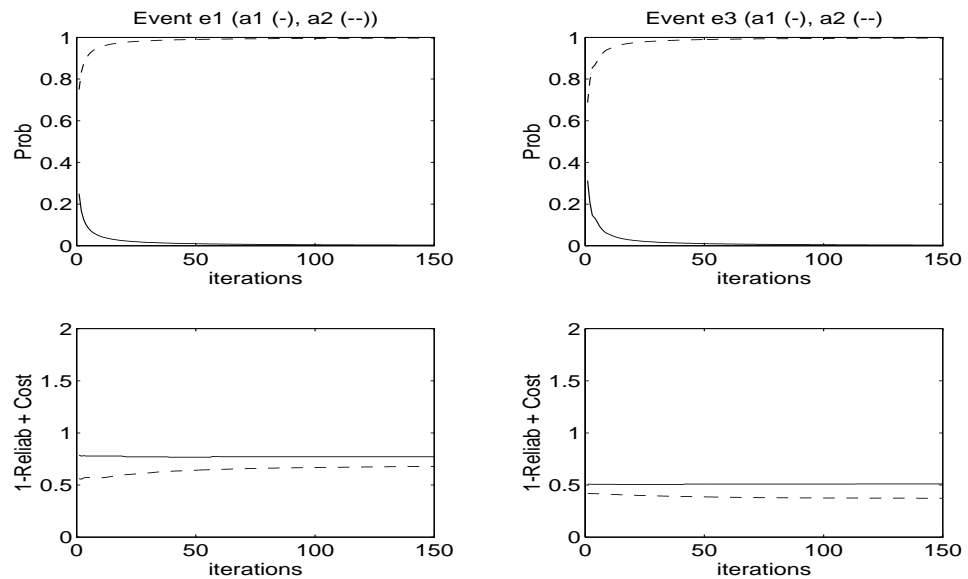 Event e1 (a1 (-), a2 (--))
Prob
1
0.8
0.6
0.4
0.2
0
0 50 100 150
iterations
Event e3 (a1 (-), a2 (--)
Prob
1
0.8
0.6
0.4
0.2
0
0 50 100 150
iterations
1-Reliab + Cost
2
1.5
1
0.5
0
0 50 100 150
iterations
1-Reliab + Cost
2
1.5
1
0.5
0
0 50 100 150
iterations